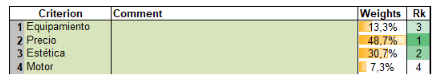 Criterion Comment Weights Rk
1 Equipamiento 13,3% 3
2 Precio 48,7% 1
3 Estética 30,7% 2
4 Motor 7,3% 4